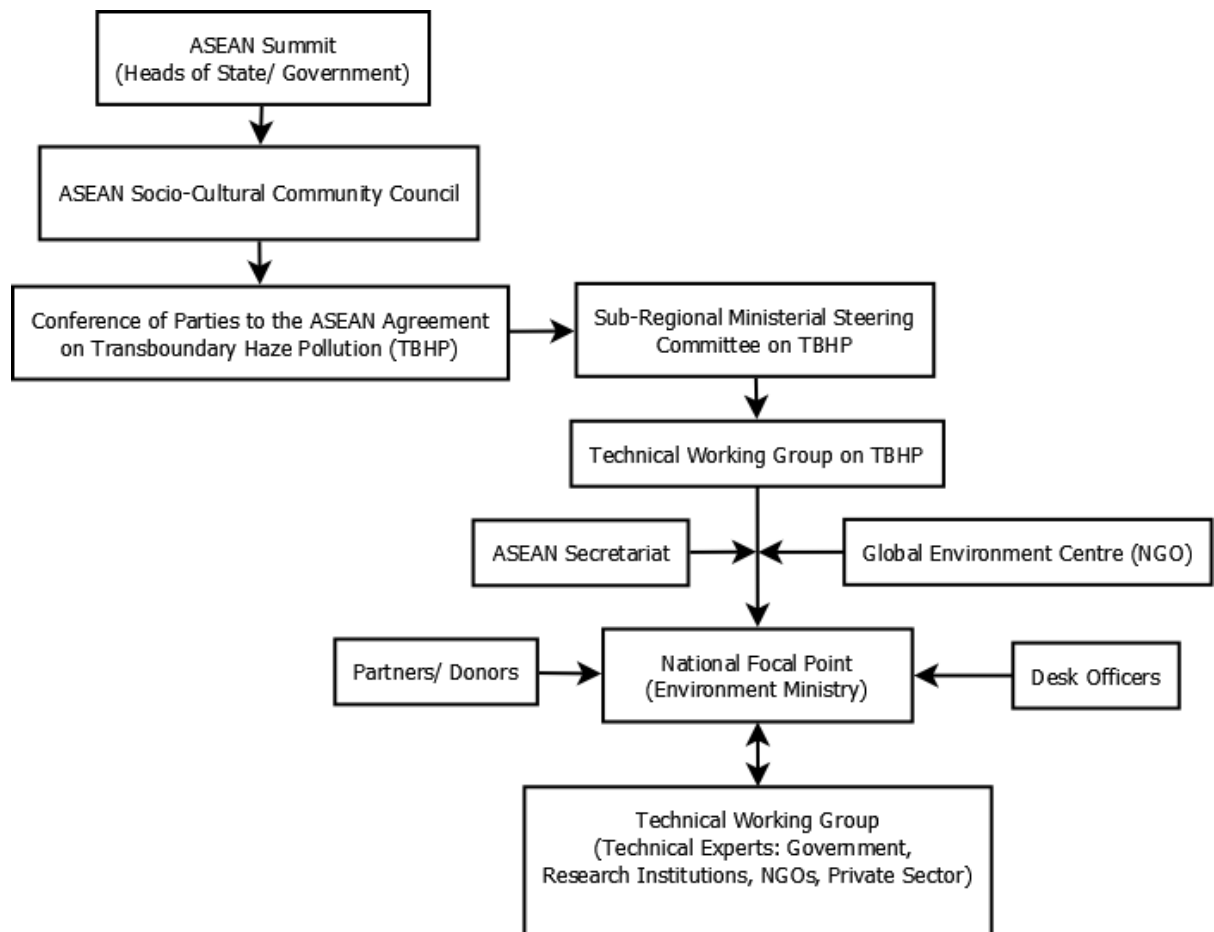 ASEAN Summit
(Heads of State/ Government)
ASEAN Socio-Cultural Community Council
Conference of Parties to the ASEAN Agreement
on Transboundary Haze Pollution (TBHP)
Sub-Regional Ministerial Steering
Committee on TBHP
Technical Working Group on TBHP
ASEAN Secretariat
Global Environment Centre (NGO)
Partners/ Donors
National Focal Point
(Environment Ministry)
Desk Officers
Technical Working Group
(Technical Experts: Government,
Research Institutions, NGOs, Private Sector)